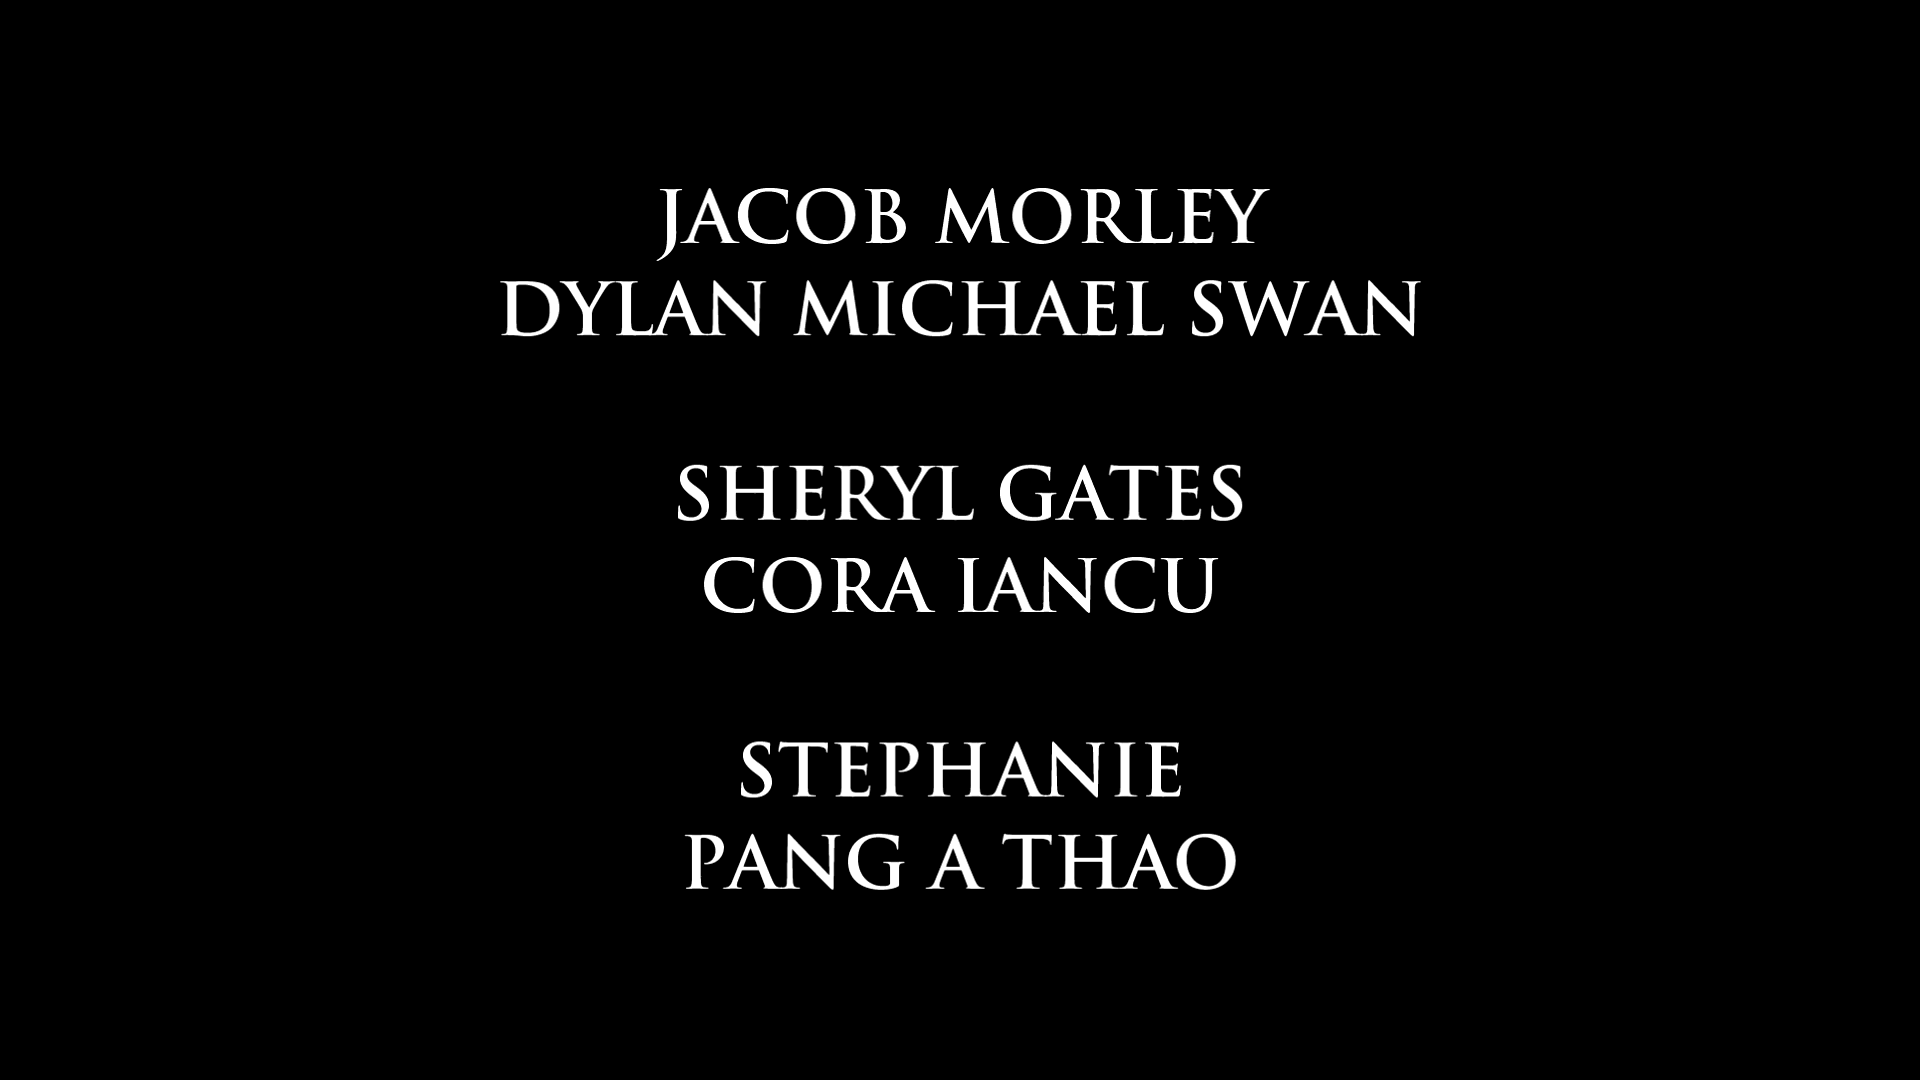 JACOB MORLEY
DYLAN MICHAEL SWAN
SHERYL GATES
CORA IANCU
STEPHANIE
PANG A THAO